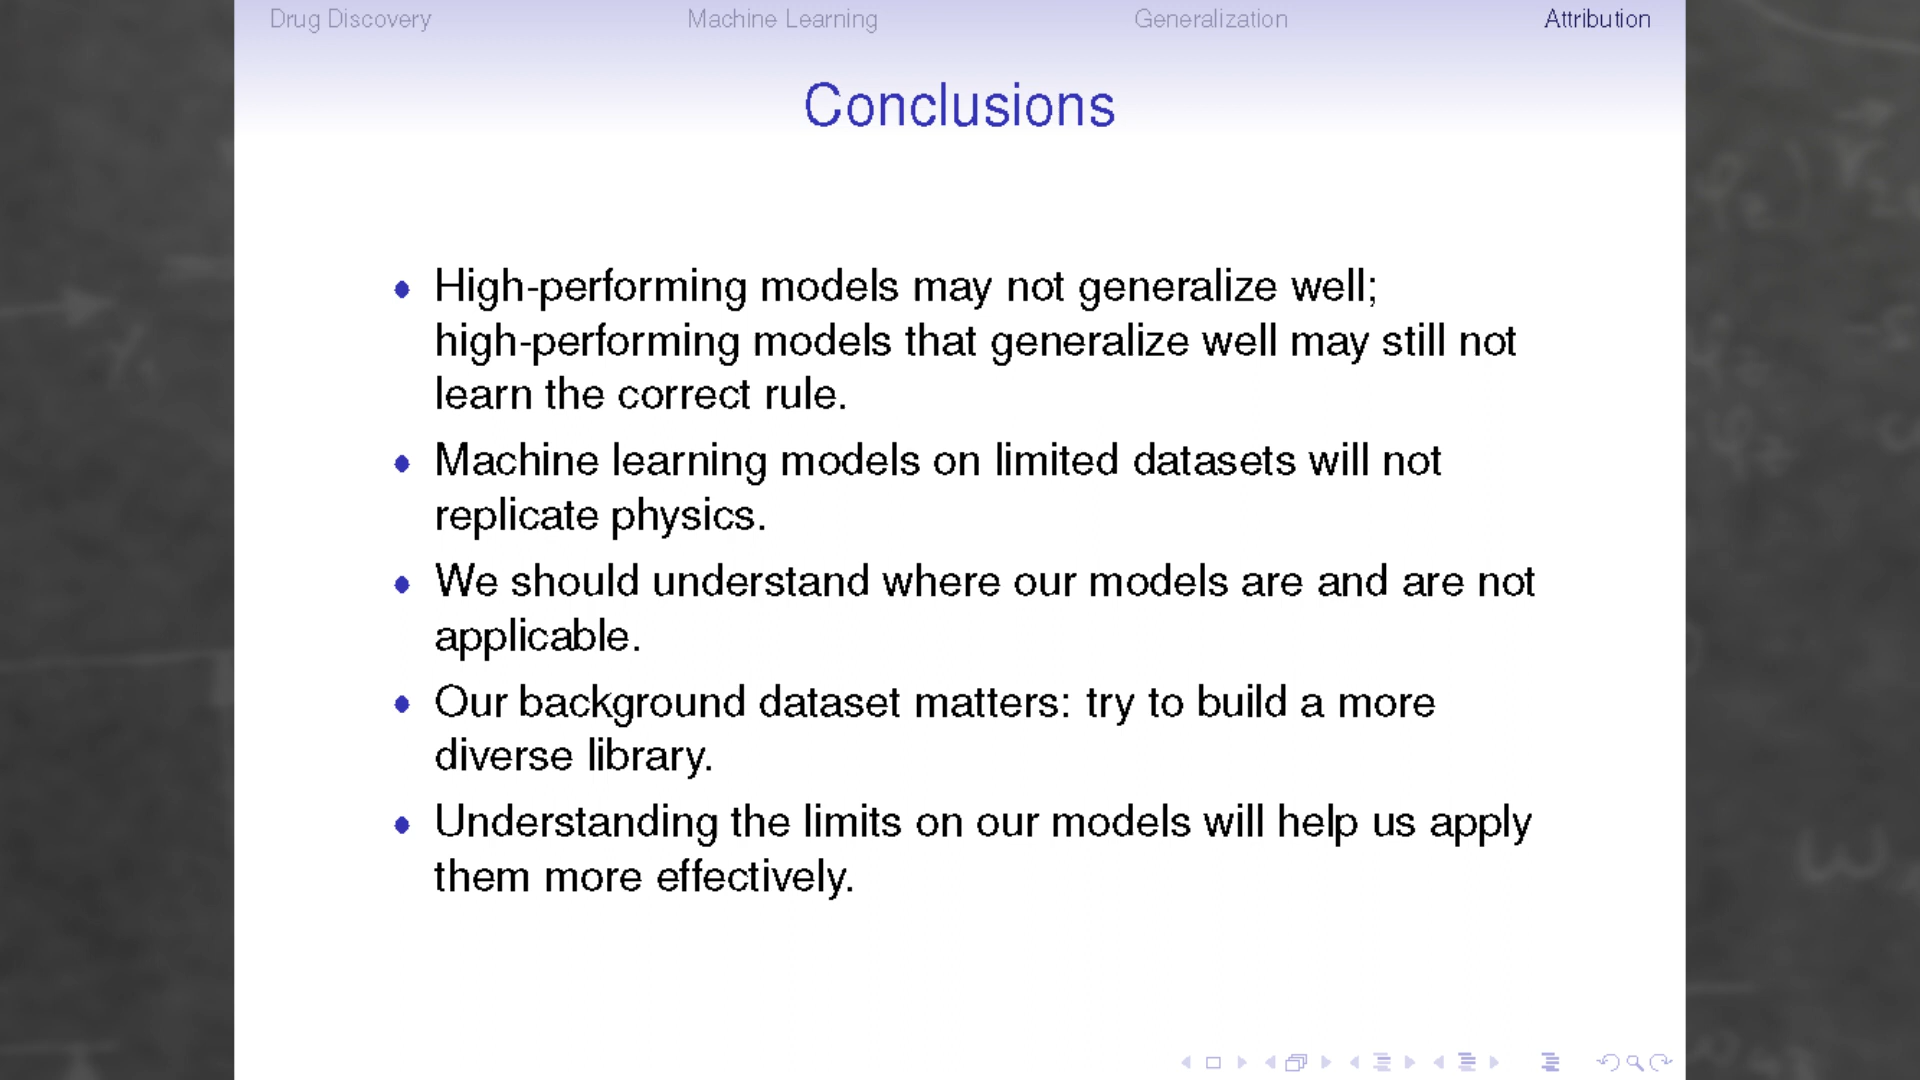 Drug Discovery Machine Learning Generalization Attribution
Conclusions
• High-performing models may not generalize well;
high-performing models that generalize well may still not
learn the correct rule.
• Machine learning models on limited datasets will not
replicate physics.
• We should understand where our models are and are not
applicable.
• Our background dataset matters: try to build a more
diverse library.
• Understanding the limits on our models will help us apply
them more effectively.